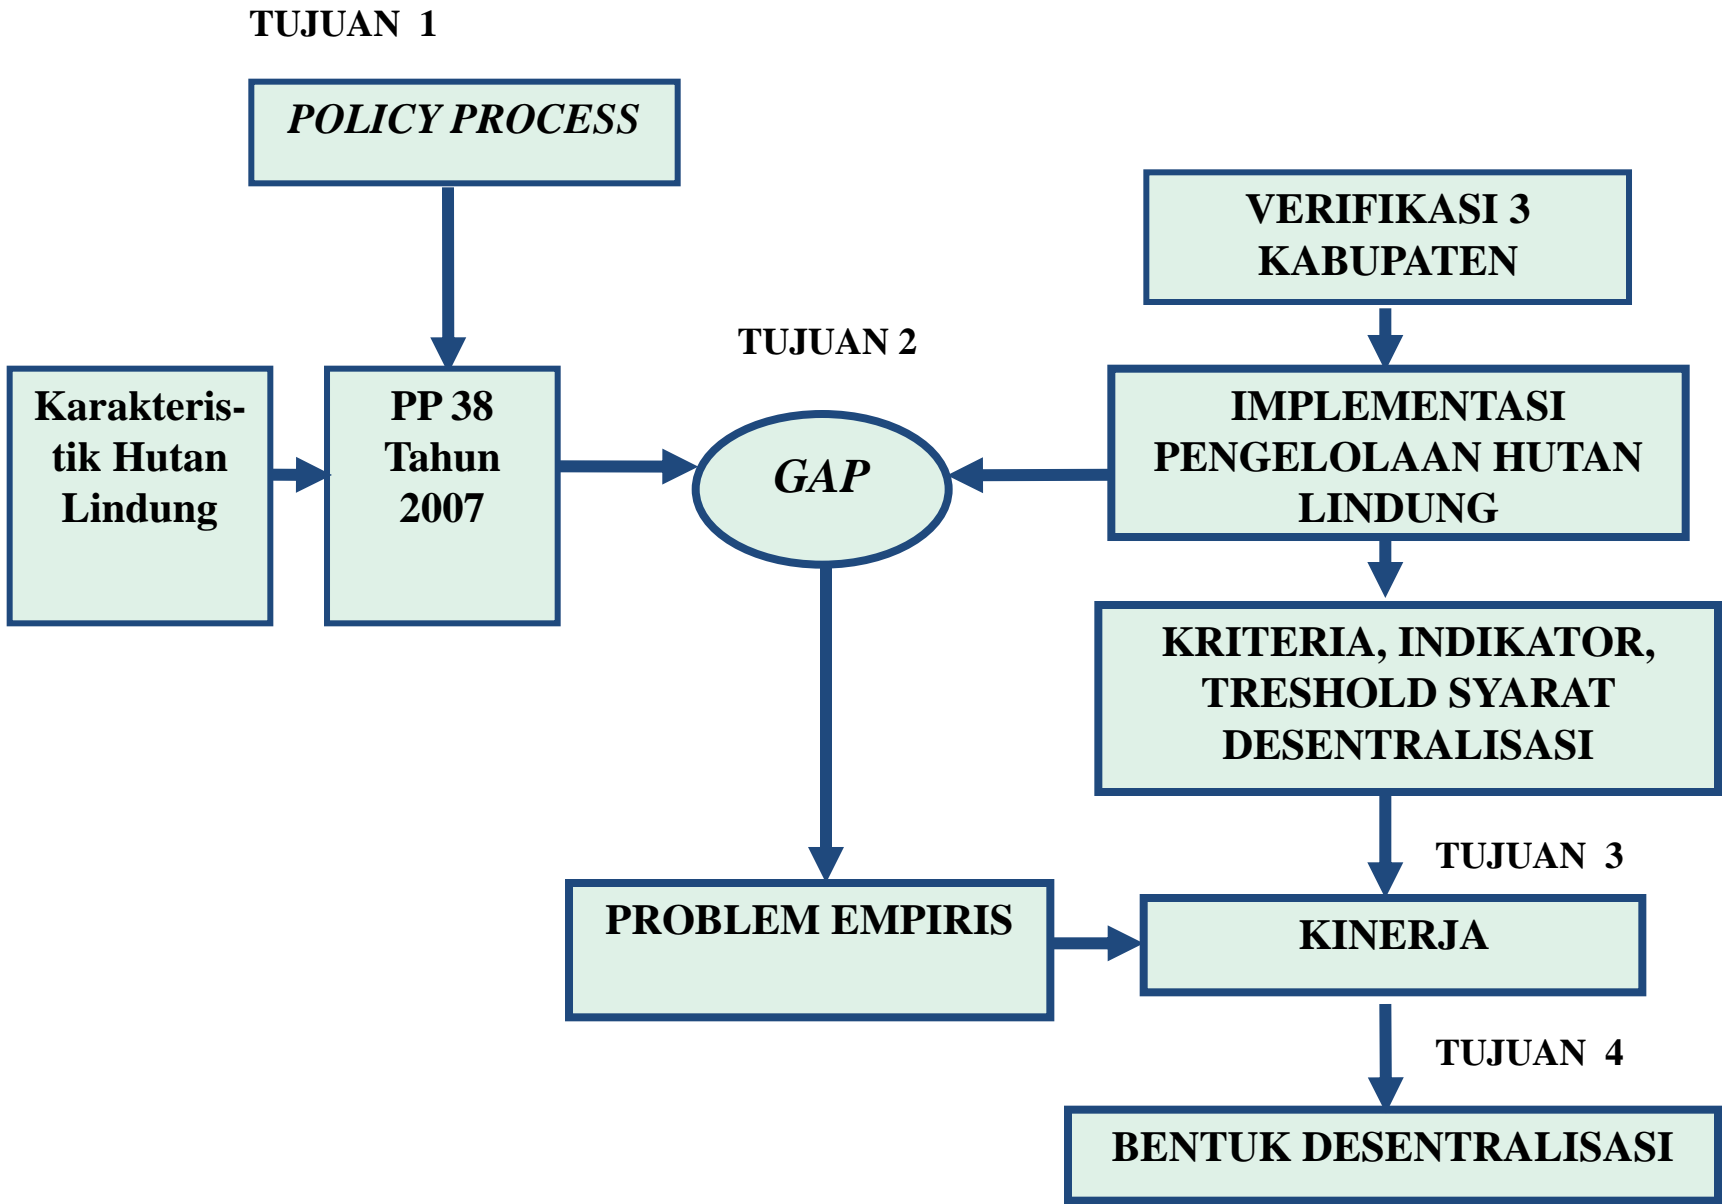 TUJUAN 1
POLICY PROCESS
VERIFIKASI 3
KABUPATEN
TUJUAN 2
Karakteris-
tik Hutan
Lindung
PP 38
Tahun
2007
GAP
IMPLEMENTASI
PENGELOLAAN HUTAN
LINDUNG
KRITERIA, INDIKATOR,
TRESHOLD SYARAT
DESENTRALISASI
TUJUAN 3
PROBLEM EMPIRIS
KINERJA
TUJUAN 4
BENTUK DESENTRALISASI